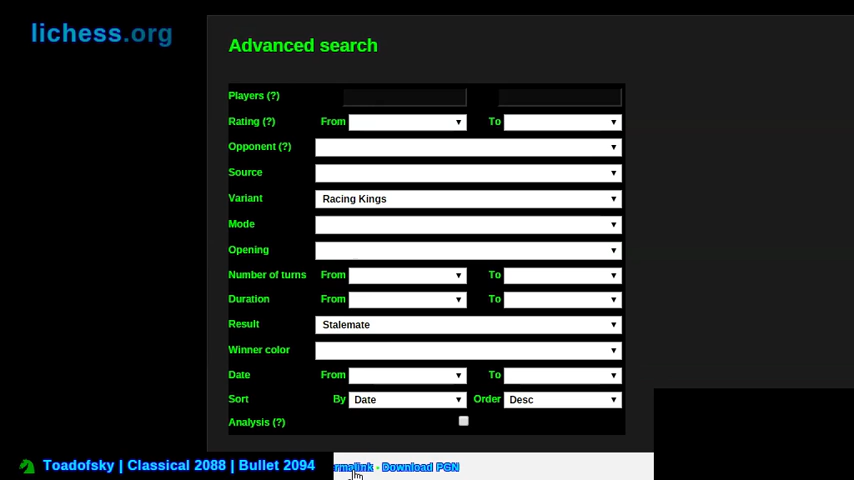 lichess.org
Advanced search
Players (?)
Rating (?) From To
Opponent (?)
Source
Variant Racing Kings
Mode
Opening
Number of turns From To
Duration From To
Result Stalemate
Winner color
Date From To
Sort By Date Order Desc
Analysis (?)
Toadofsky | Classical 2088 | Bullet 2094
rmalink - Download PGN